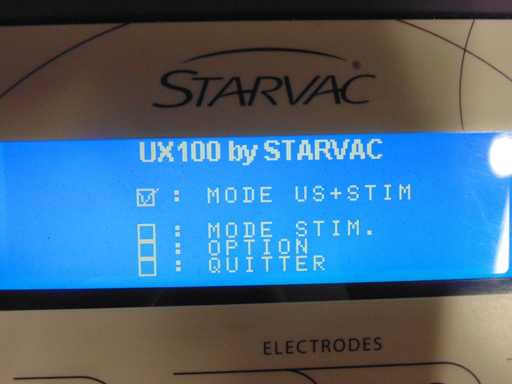 STARVAC®
UX100 by STARVAC
: MODE US+STIM
: MODE STIM.
: OPTION
: QUITTER
ELECTRODES